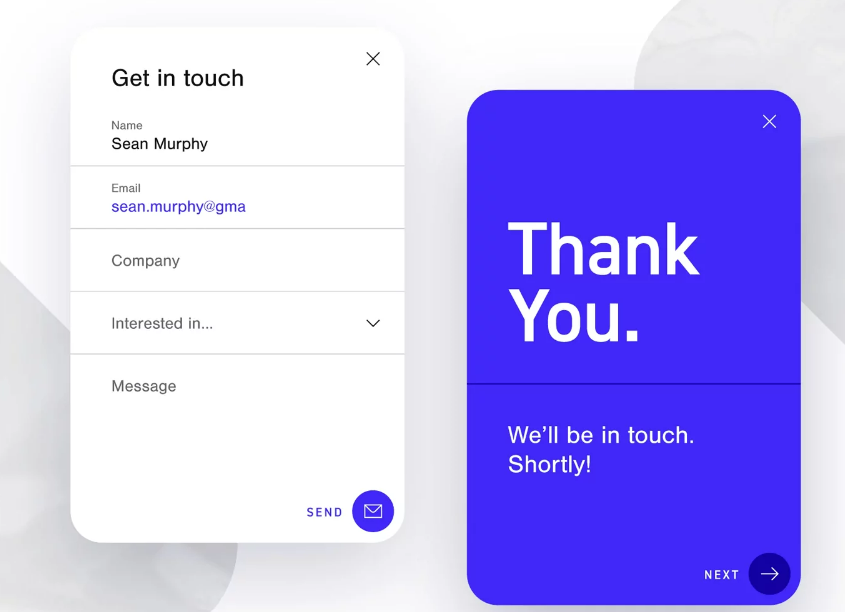 Get in touch
Name
Sean Murphy
Email
sean.murphy@gma
Company
Interested in...
Message
SEND
Thank
You.
We’ll be in touch.
Shortly!
NEXT